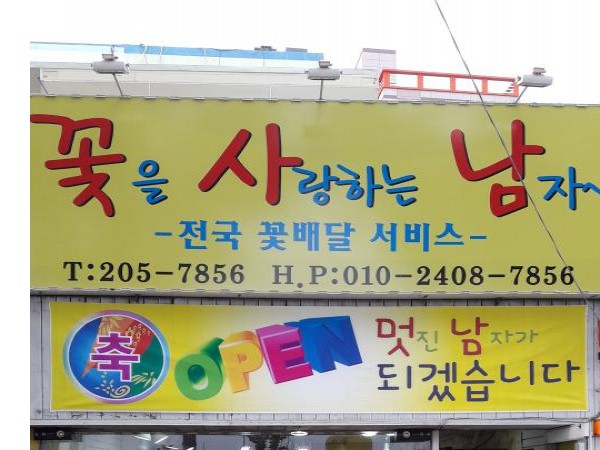 꽃을 사랑하는 남자~
-전국 꽃배달 서비스-
T:205-7856 H.P:010-2408-7856
축 OPEN 멋진 남자가
되겠습니다